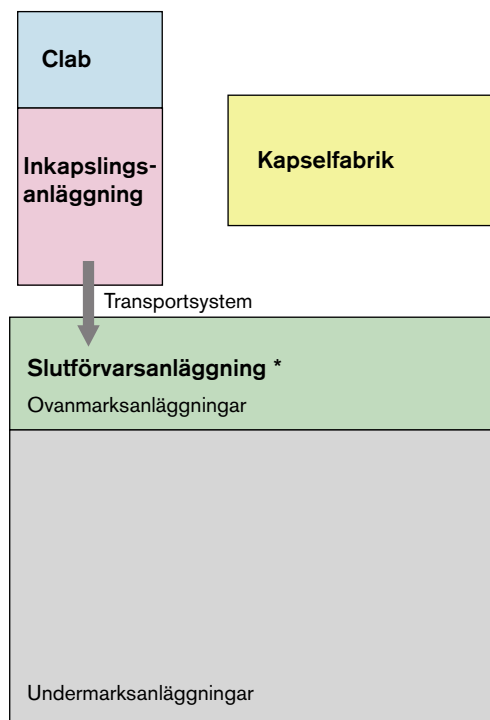 Clab
Inkapslings-
anläggning
Kapselfabrik
Transportsystem
Slutförvarsanläggning *
Ovanmarksanläggningar
Undermarksanläggningar